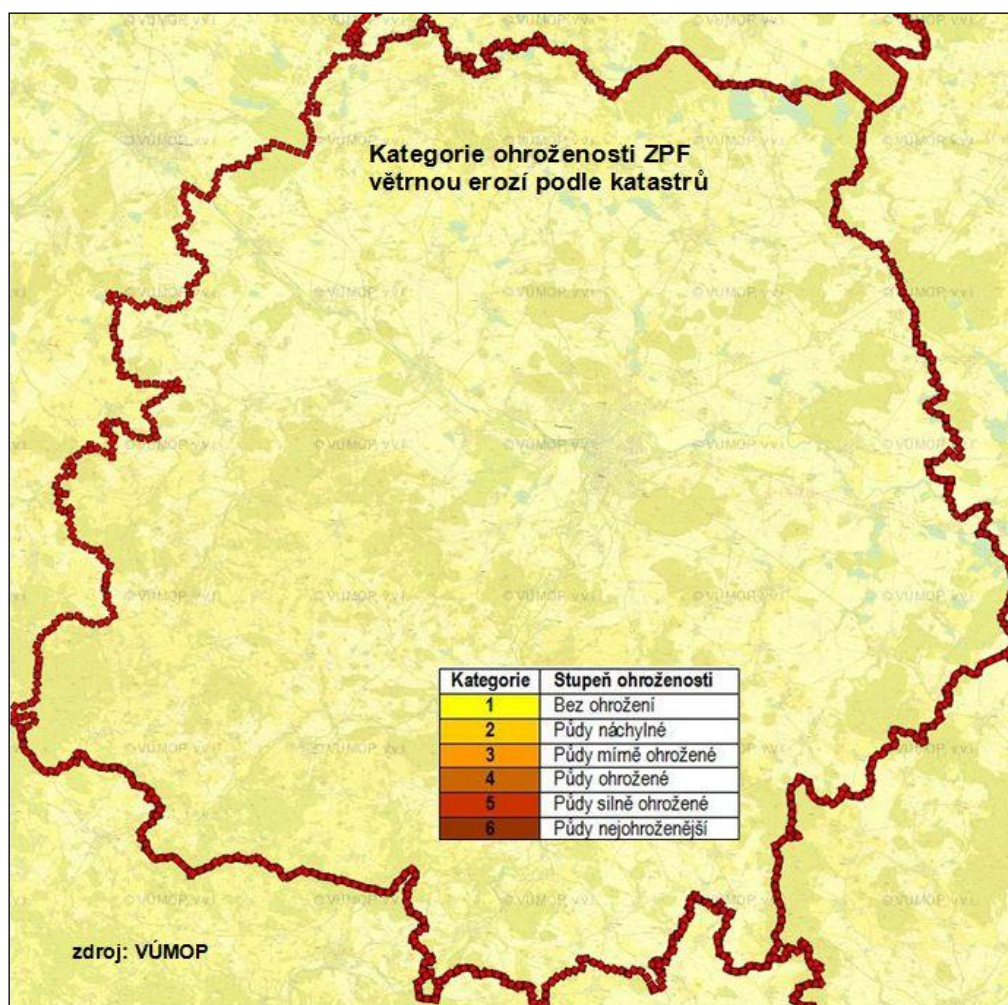 Kategorie ohroženosti ZPF
větrnou erozí podle katastrů
Kategorie Stupeň ohroženosti
1 Bez ohrožení
2 Půdy náchylné
3 Půdy mírně ohrožené
4 Půdy ohrožené
5 Půdy silně ohrožené
6 Půdy nejohroženější
zdroj: VÚMOP
© VÚMOP, v.v.i.